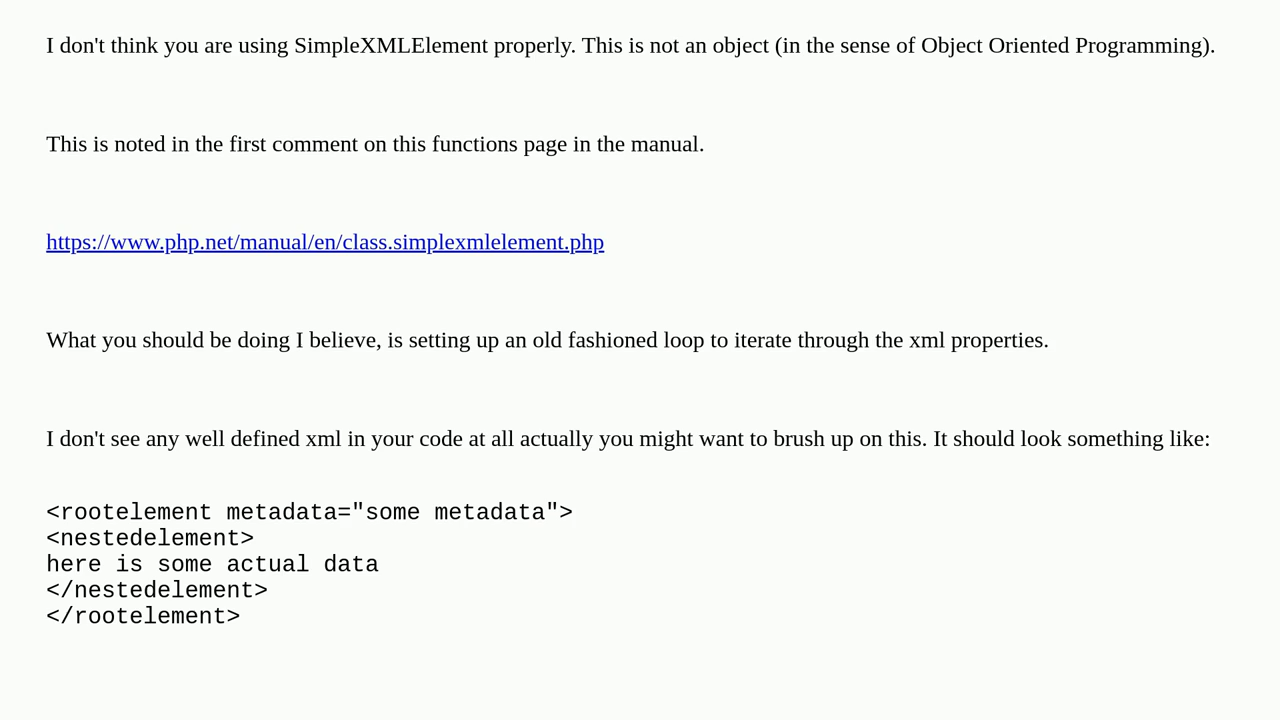 I don't think you are using SimpleXMLElement properly. This is not an object (in the sense of Object Oriented Programming).
This is noted in the first comment on this functions page in the manual.
https://www.php.net/manual/en/class.simplexmlelement.php
What you should be doing I believe, is setting up an old fashioned loop to iterate through the xml properties.
I don't see any well defined xml in your code at all actually you might want to brush up on this. It should look something like:
<rootelement metadata="some metadata">
<nestedelement>
here is some actual data
</nestedelement>
</rootelement>